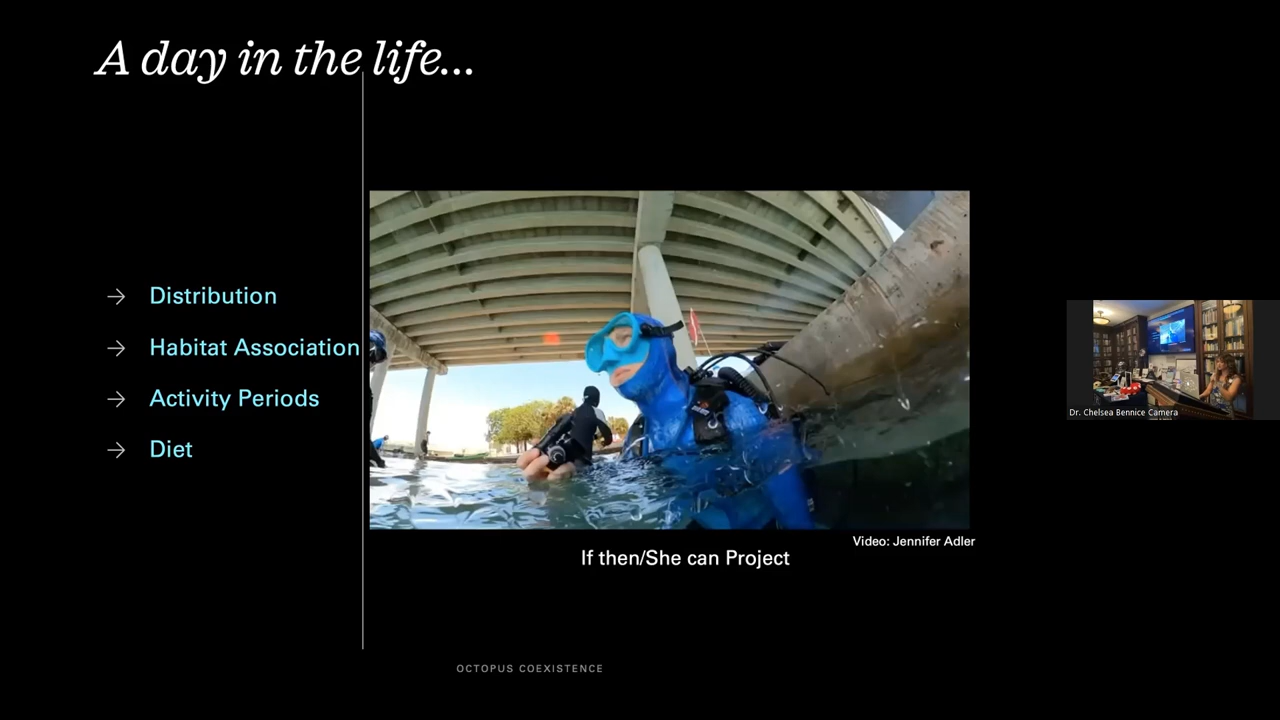 A day in the life...
→ Distribution
→ Habitat Association
→ Activity Periods
→ Diet
Video: Jennifer Adler
If then/She can Project
Dr. Chelsea Bennice Camera
OCTOPUS COEXISTENCE